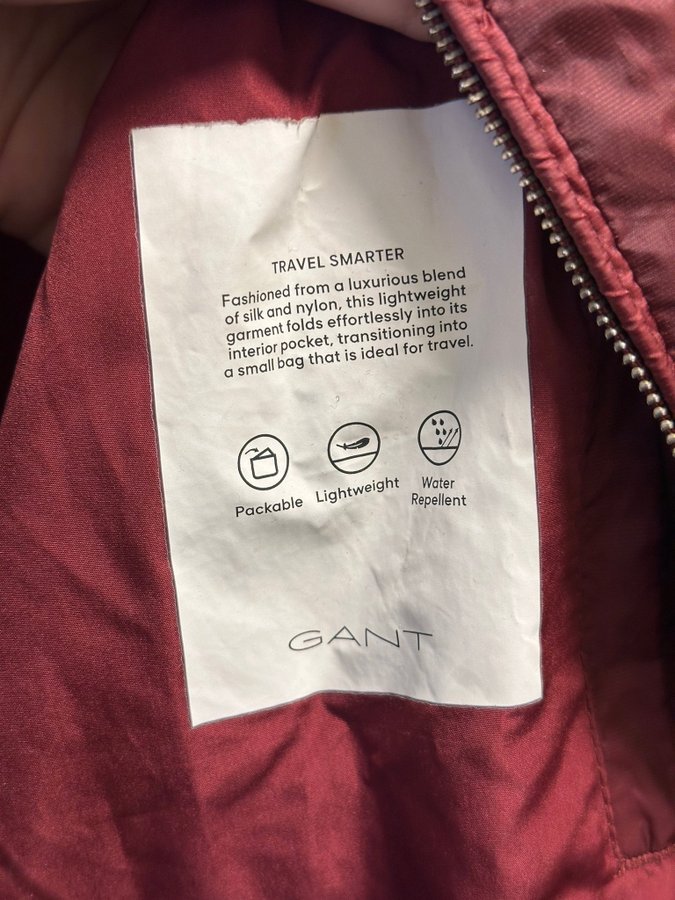 TRAVEL SMARTER
Fashioned from a luxurious blend
of silk and nylon, this lightweight
garment folds effortlessly into its
interior pocket, transitioning into
a small bag that is ideal for travel.
Packable
Lightweight
Water
Repellent
GANT